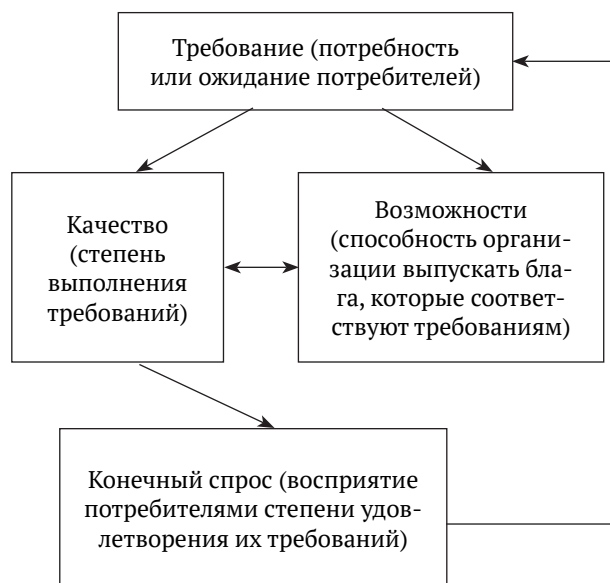 Требование (потребность
или ожидание потребителей)
Качество
(степень
выполнения
требований)
Возможности
(способность органи-
зации выпускать бла-
га, которые соответ-
ствуют требованиям)
Конечный спрос (восприятие
потребителями степени удов-
летворения их требований)